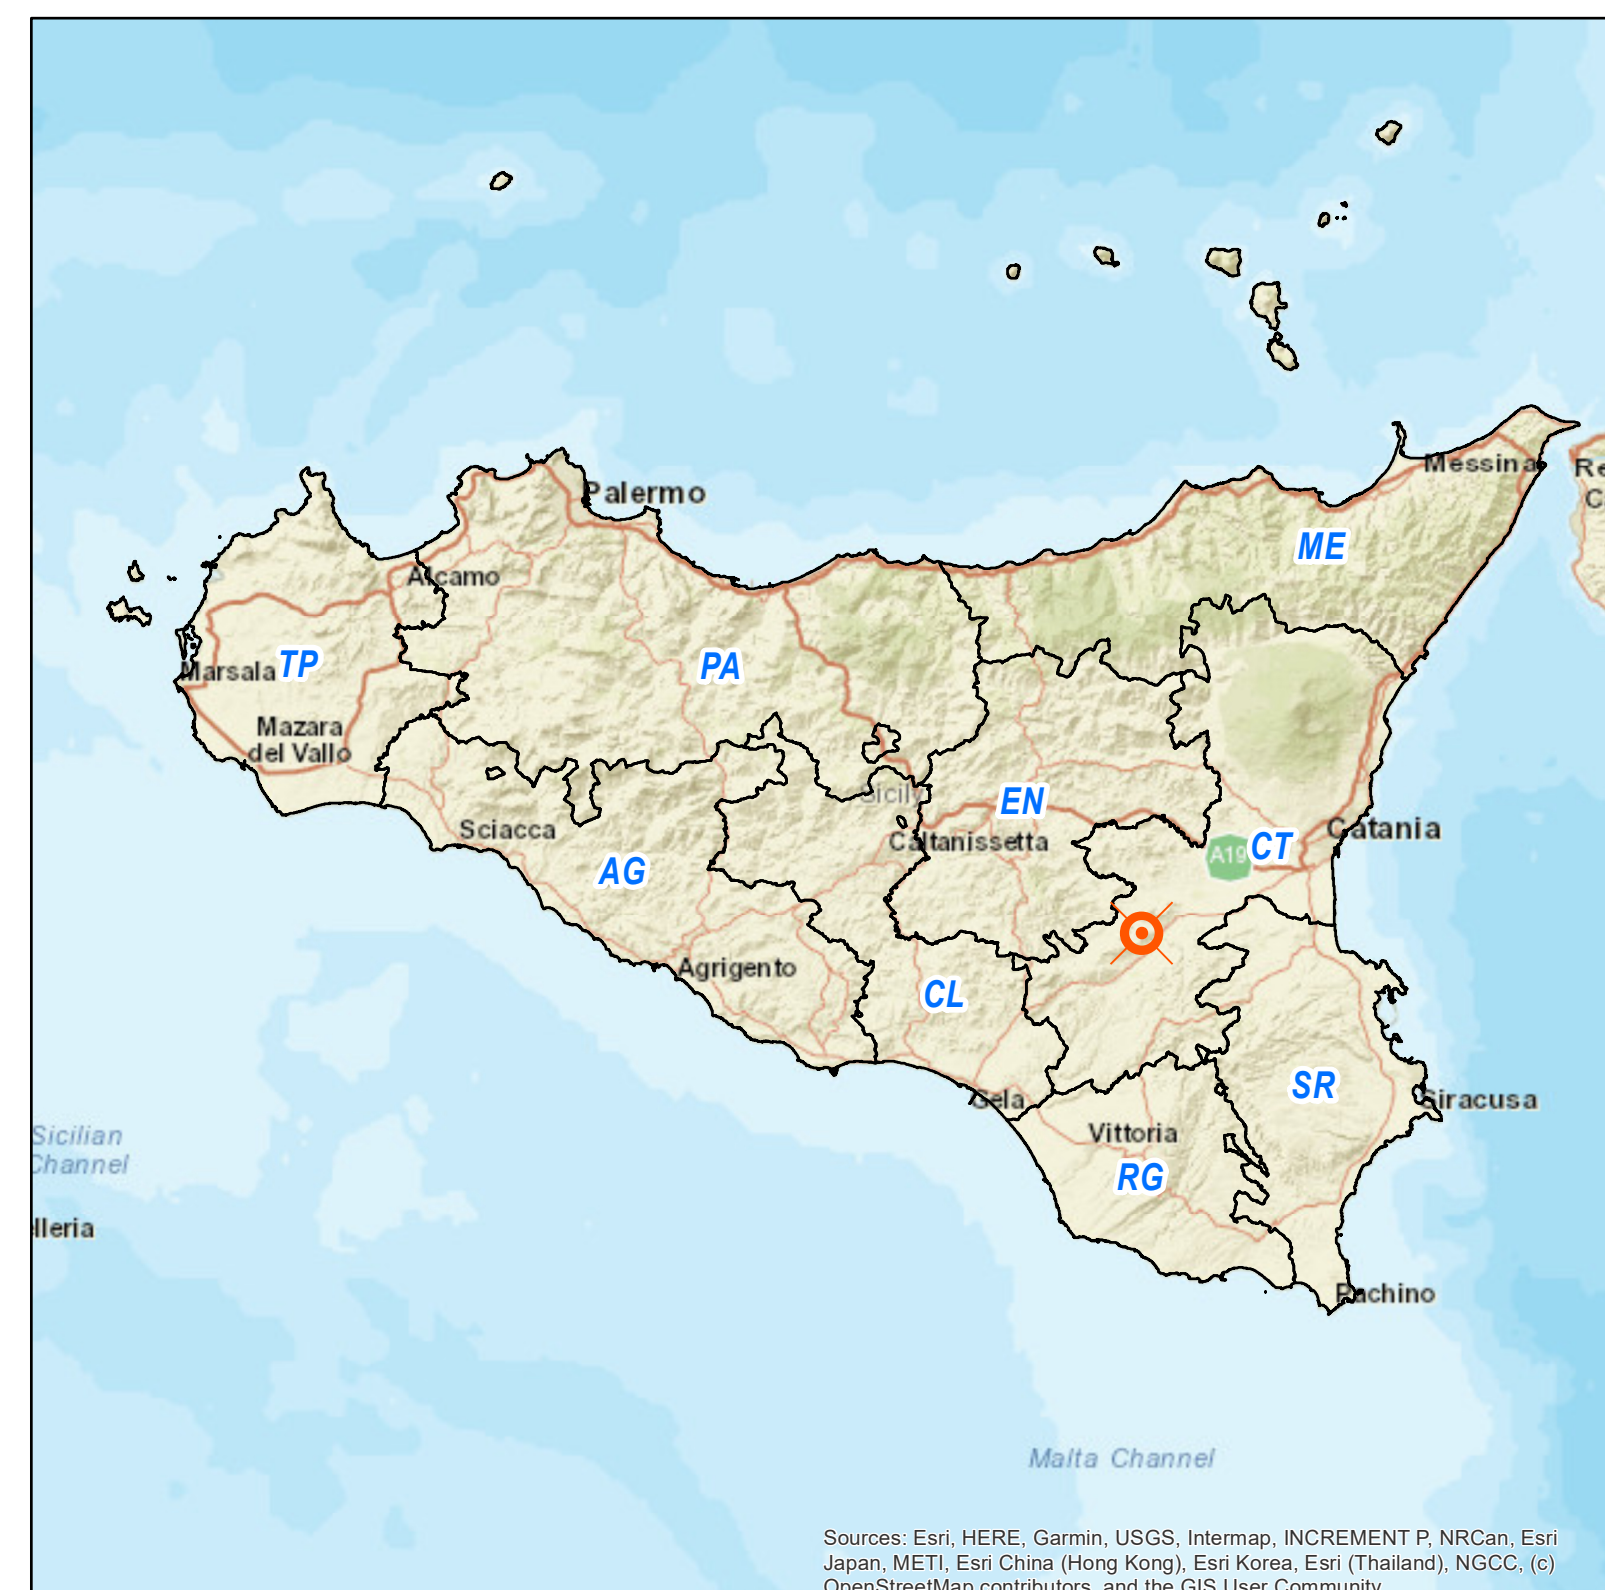 Messina
Re
C
Palermo
ME
Alcamo
TP
PA
Marsala
Mazara
del Vallo
Sicily
EN
Sciacca
Caltanissetta
A19
CT
Catania
AG
Agrigento
CL
Gela
SR
Siracusa
Vittoria
Sicilian
Channel
RG
lleria
Pachino
Malta Channel
Sources: Esri, HERE, Garmin, USGS, Intermap, INCREMENT P, NRCan, Esri
Japan, METI, Esri China (Hong Kong), Esri Korea, Esri (Thailand), NGCC, (c)
OpenStreetMap contributors, and the GIS User Community